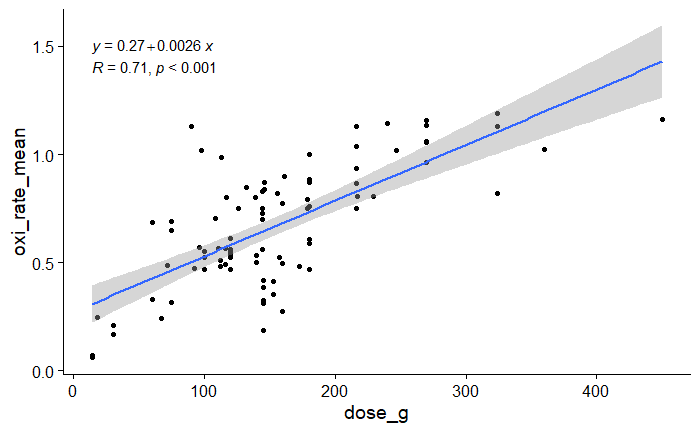 y = 0.27+0.0026 x
R = 0.71, p < 0.001
1.5
1.0
0.5
0.0
oxi_rate_mean
0 100 200 300 400
dose_g